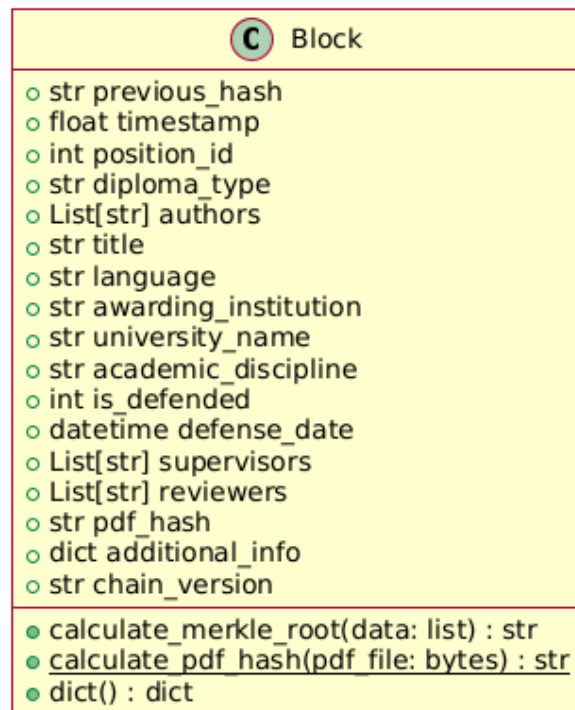 C Block
str previous_hash
float timestamp
int position_id
str diploma_type
List[str] authors
str title
str language
str awarding_institution
str university_name
str academic_discipline
int is_defended
datetime defense_date
List[str] supervisors
List[str] reviewers
str pdf_hash
dict additional_info
str chain_version
calculate_merkle_root(data: list) : str
calculate_pdf_hash(pdf_file: bytes) : str
dict() : dict